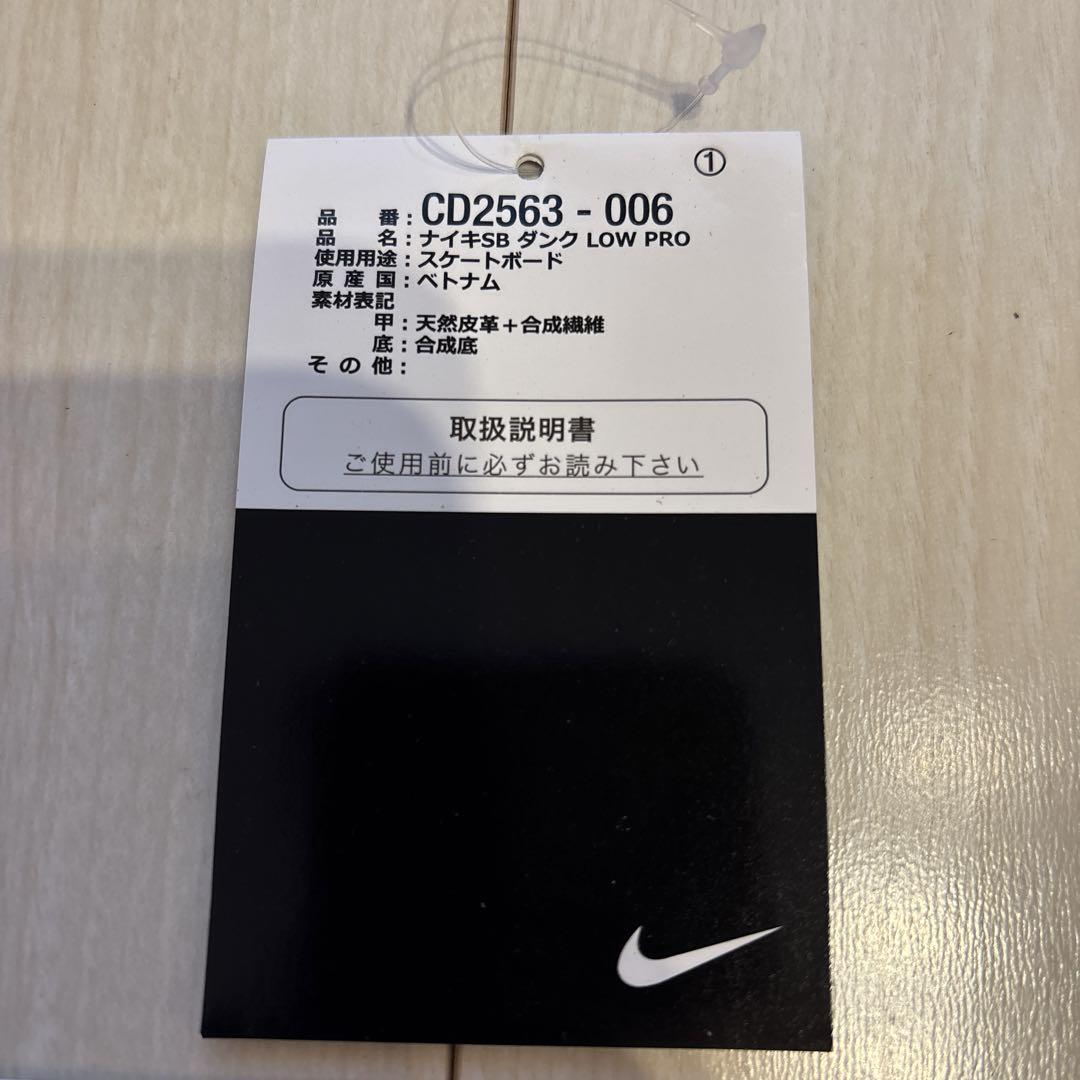 ①
品番：CD2563 - 006
品名：ナイキSB ダンク LOW PRO
使用用途：スケートボード
原産国：ベトナム
素材表記
甲：天然皮革＋合成繊維
底：合成底
その他：
取扱説明書
ご使用前に必ずお読み下さい